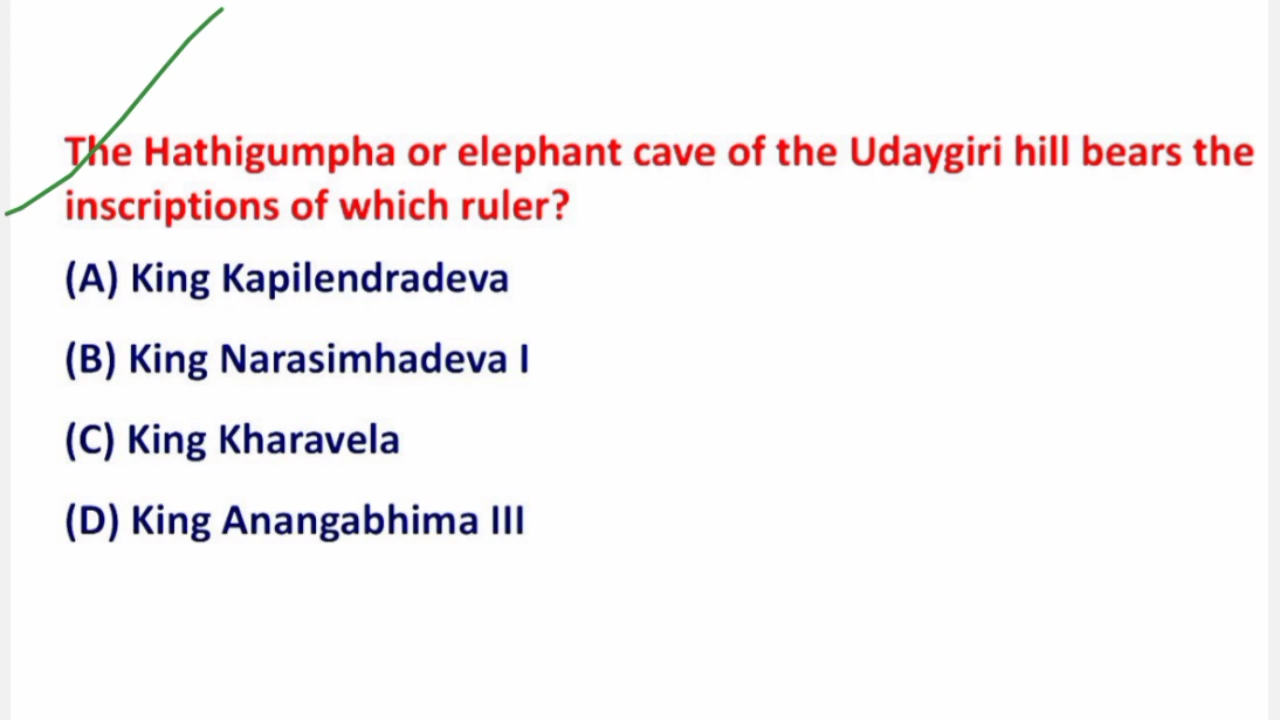 The Hathigumpha or elephant cave of the Udaygiri hill bears the
inscriptions of which ruler?
(A) King Kapilendradeva
(B) King Narasimhadeva I
(C) King Kharavela
(D) King Anangabhima III